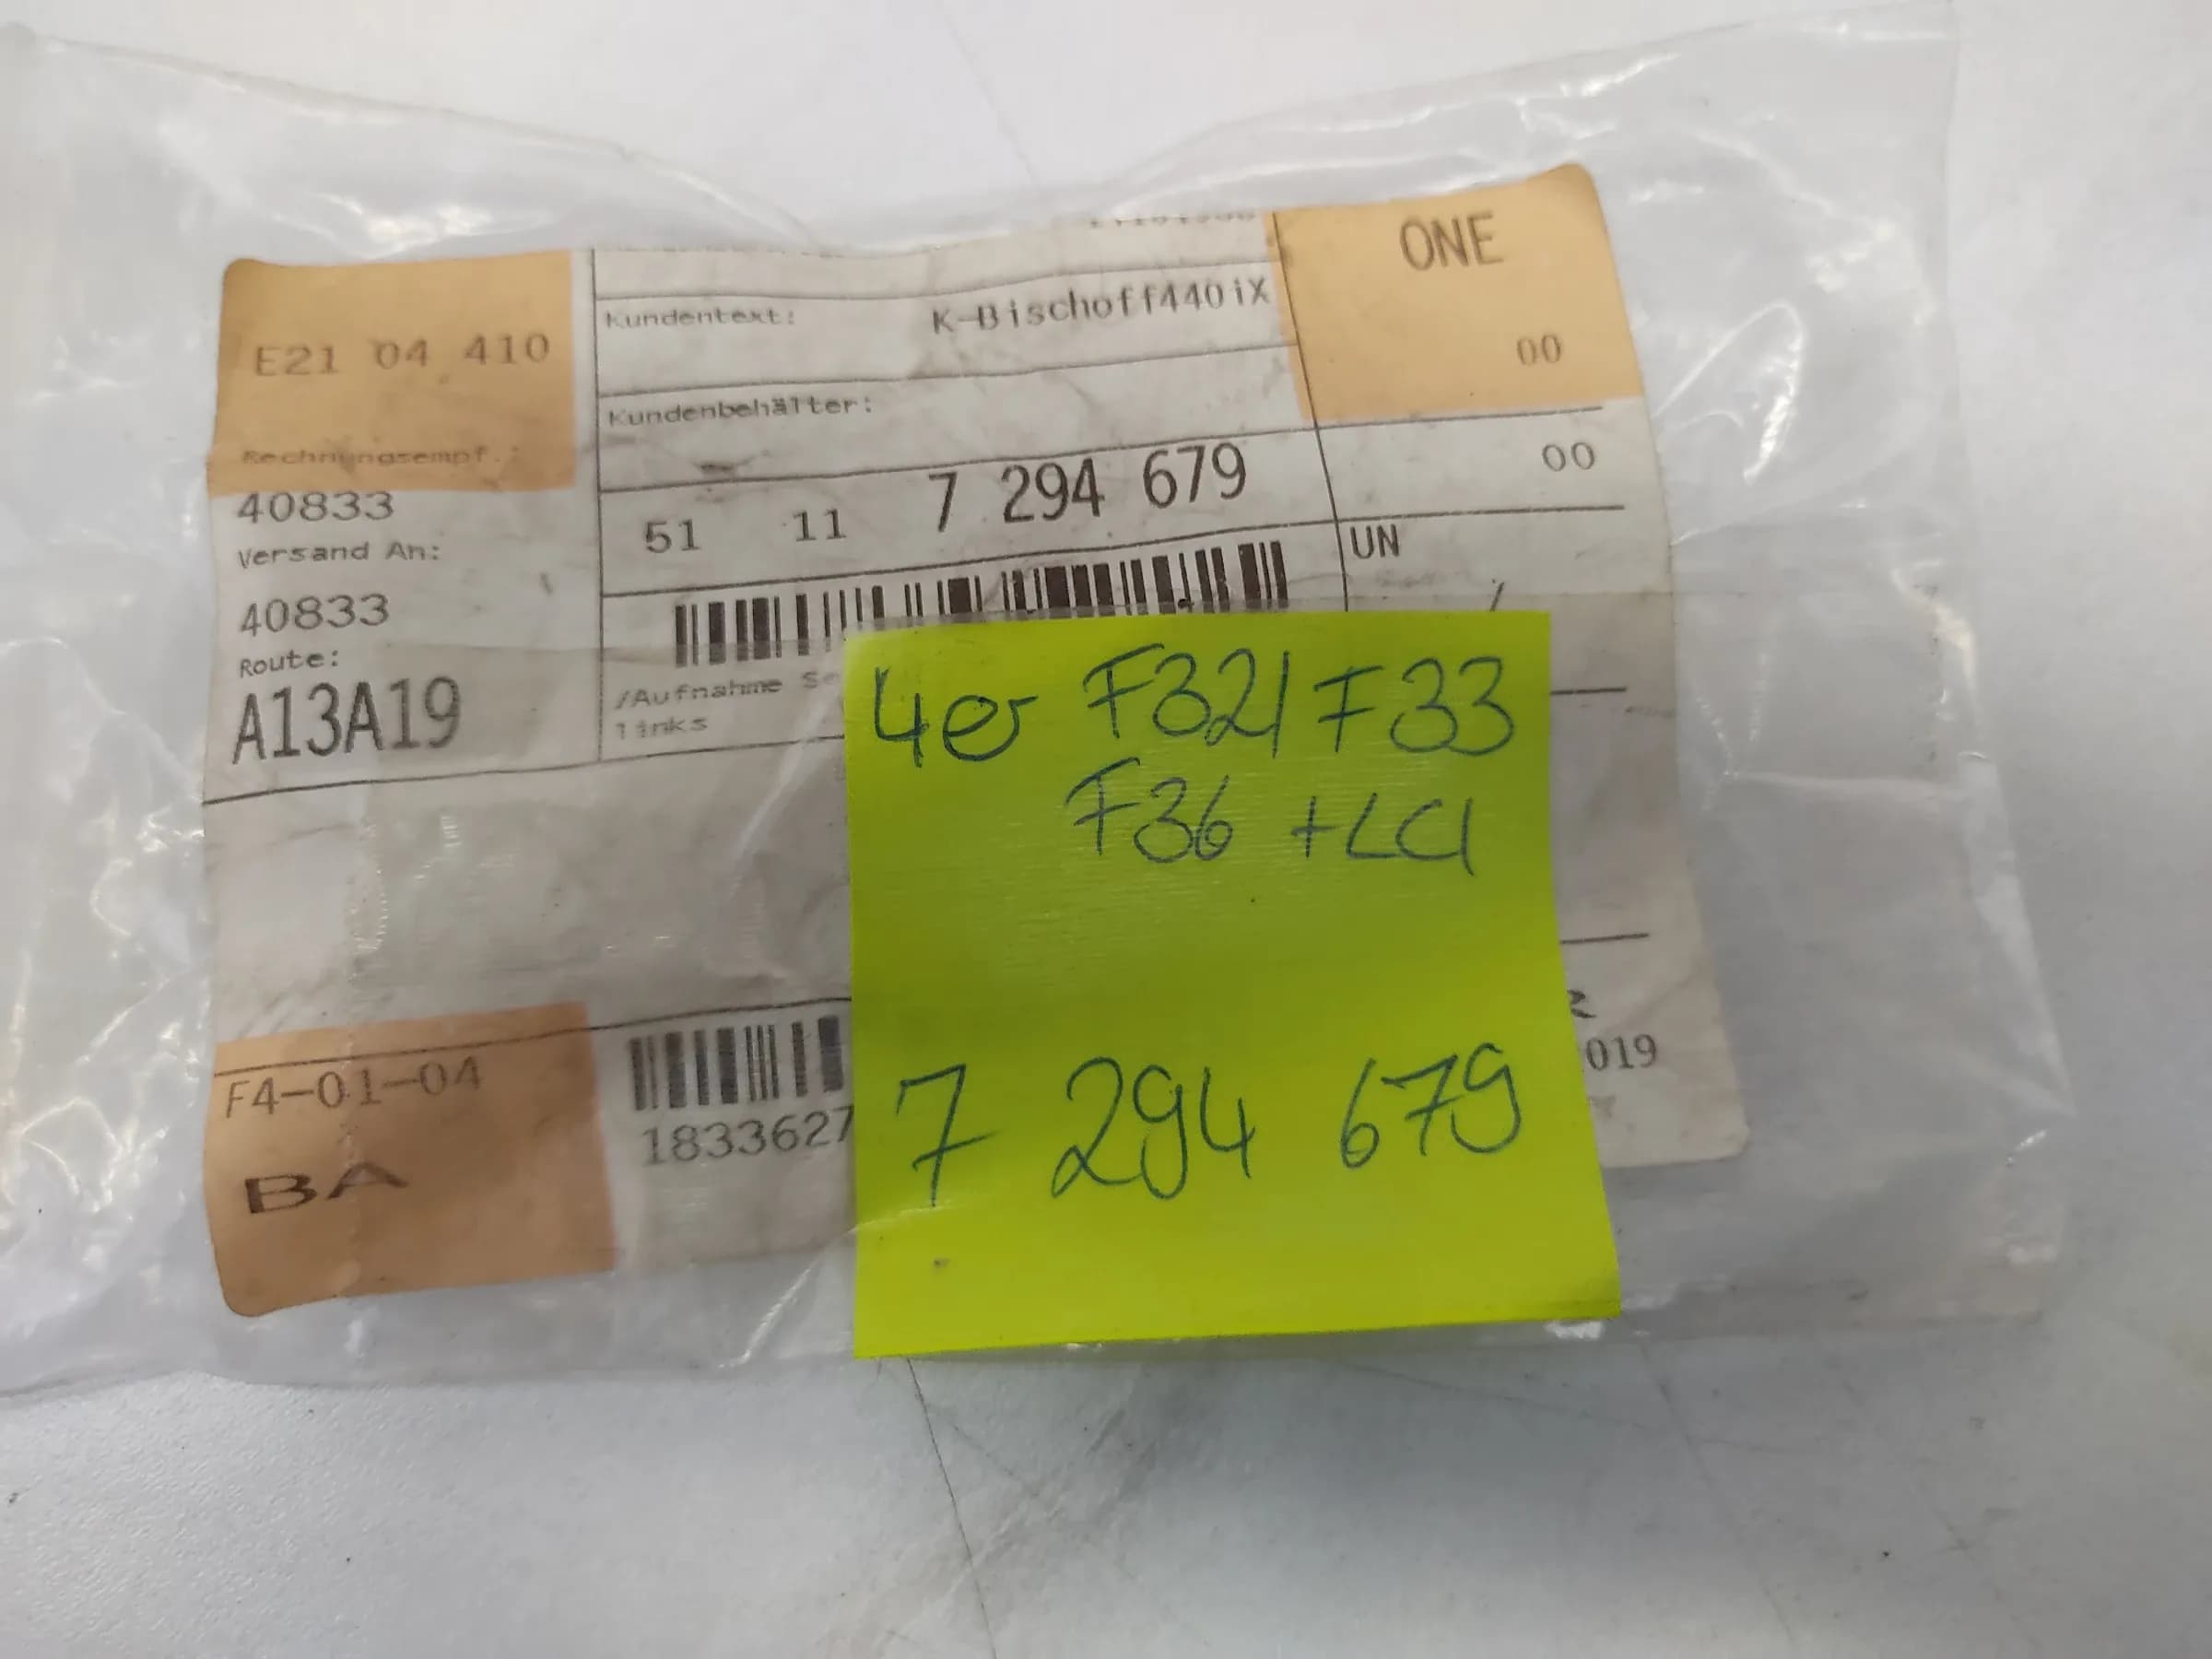 ONE
E21 04 410
Kundentext: K-Bischoff440iX
00
Kundenbehälter:
Rechnungsempf.:
40833
51 11 7 294 679
00
Versand An:
UN
40833
Route:
A13A19
/Aufnahme
links
4er F32/F33
F36 +LCI
7 294 679
F4-01-04
BA
1833627
019